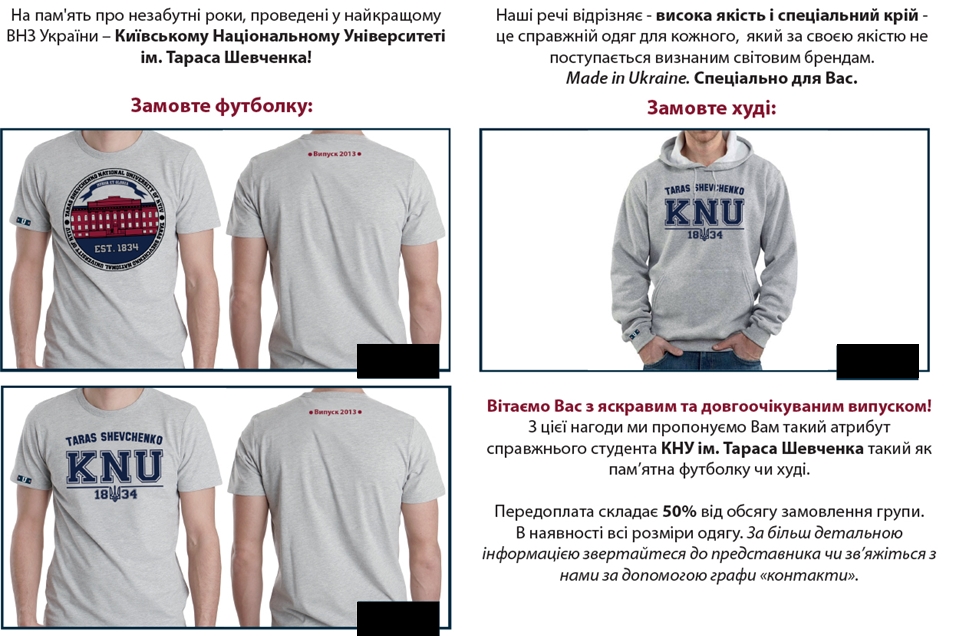 На пам'ять про незабутні роки, проведені у найкращому
ВНЗ України – Київському Національному Університеті
ім. Тараса Шевченка!
Замовте футболку:
TARAS SHEVCHENKO NATIONAL UNIVERSITY OF KYIV
TARAS SHEVCHENKO NATIONAL UNIVERSITY OF KYIV
EST. 1834
Випуск 2013
TARAS SHEVCHENKO
KNU
18 34
Випуск 2013
Наші речі відрізняє - висока якість і спеціальний крій -
це справжній одяг для кожного, який за своєю якістю не
поступається визнаним світовим брендам.
Made in Ukraine. Спеціально для Вас.
Замовте худі:
TARAS SHEVCHENKO
KNU
18 34
Вітаємо Вас з яскравим та довгоочікуваним випуском!
З цієї нагоди ми пропонуємо Вам такий атрибут
справжнього студента КНУ ім. Тараса Шевченка такий як
пам’ятна футболку чи худі.
Передоплата складає 50% від обсягу замовлення групи.
В наявності всі розміри одягу. За більш детальною
інформацією звертайтеся до представника чи зв’яжіться з
нами за допомогою графи «контакти».